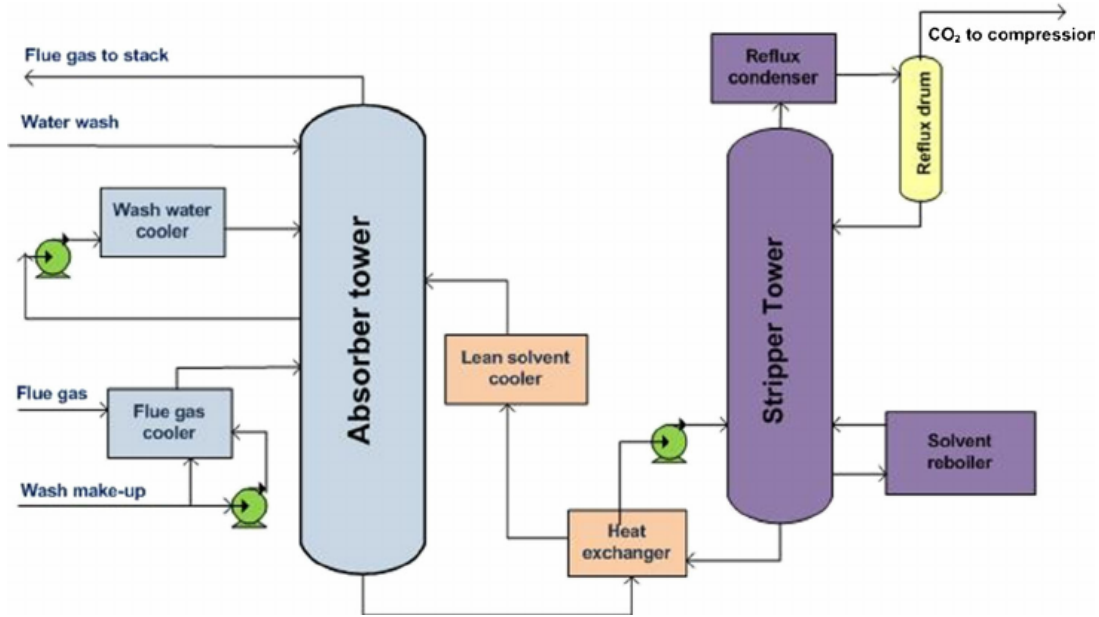 Flue gas to stack
Water wash
Wash water
cooler
Flue gas
Flue gas
cooler
Wash make-up
Absorber tower
Lean solvent
cooler
Heat
exchanger
Reflux
condenser
Stripper Tower
Reflux drum
CO₂ to compression
Solvent
reboiler